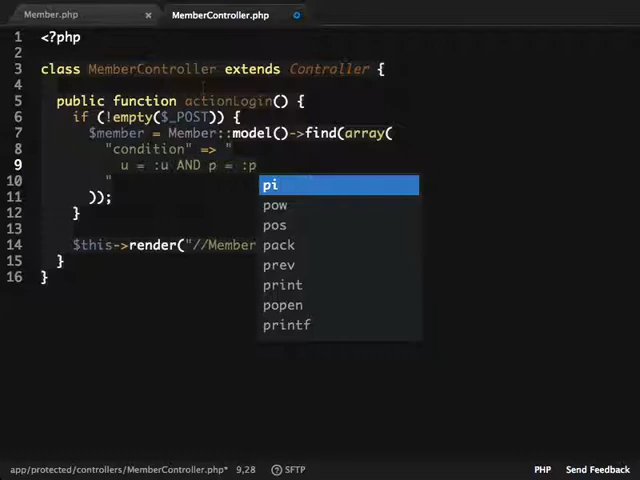 Member.php
MemberController.php
1 <?php
2
3 class MemberController extends Controller {
4
5 public function actionLogin() {
6 if (!empty($_POST)) {
7 $member = Member::model()->find(array(
8 "condition" => "
9 u = :u AND p = :p
10 "
11 ));
12 }
14 $this->render("//Member
15 }
16 }
pi
pow
pos
pack
prev
print
popen
printf
app/protected/controllers/MemberController.php* 9,28 SFTP PHP Send Feedback